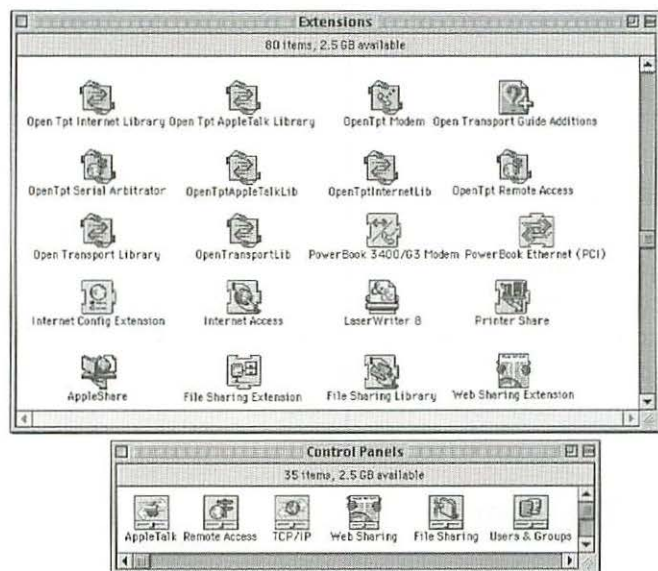 Extensions
80 items, 2.5 GB available
Open Tpt Internet Library Open Tpt AppleTalk Library OpenTpt Modem Open Transport Guide Additions
OpenTpt Serial Arbitrator OpenTptAppleTalkLib OpenTptInternetLib OpenTpt Remote Access
Open Transport Library OpenTransportLib PowerBook 3400/G3 Modem PowerBook Ethernet (PCI)
Internet Config Extension Internet Access LaserWriter 8 Printer Share
AppleShare File Sharing Extension File Sharing Library Web Sharing Extension
Control Panels
35 items, 2.5 GB available
AppleTalk Remote Access TCP/IP Web Sharing File Sharing Users & Groups